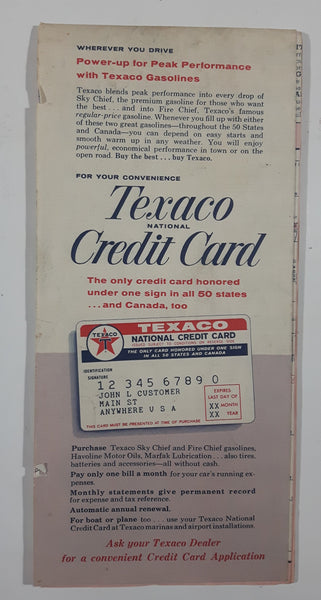 WHEREVER YOU DRIVE
Power-up for Peak Performance
with Texaco Gasolines
Texaco blends peak performance into every drop of
Sky Chief, the premium gasoline for those who want
the best . . . and into Fire Chief, Texaco's famous
regular-price gasoline. Whenever you fill up with either
of these two great gasolines—throughout the 50 States
and Canada—you can depend on easy starts and
smooth warm up in any weather. You will enjoy
powerful, economical performance in town or on the
open road. Buy the best . . . buy Texaco.
FOR YOUR CONVENIENCE
Texaco
NATIONAL
Credit Card
The only credit card honored
under one sign in all 50 states
. . . and Canada, too
TEXACO
T
TEXACO
NATIONAL CREDIT CARD
ISSUED SUBJECT TO CONDITIONS ON REVERSE SIDE
THE ONLY CARD HONORED UNDER ONE SIGN
IN ALL 50 STATES AND CANADA
IDENTIFICATION
SIGNATURE
12 345 6789 0
JOHN L CUSTOMER
MAIN ST
ANYWHERE U S A
EXPIRES
LAST DAY OF
XX MONTH
XX YEAR
THIS CARD MUST BE PRESENTED AT TIME OF PURCHASE
Purchase Texaco Sky Chief and Fire Chief gasolines,
Havoline Motor Oils, Marfak Lubrication . . . also tires,
batteries and accessories—all without cash.
Pay only one bill a month for your car's running ex-
penses.
Monthly statements give permanent record
for expense and tax reference.
Automatic annual renewal.
For boat or plane too . . . use your Texaco National
Credit Card at Texaco marinas and airport installations.
Ask your Texaco Dealer
for a convenient Credit Card Application